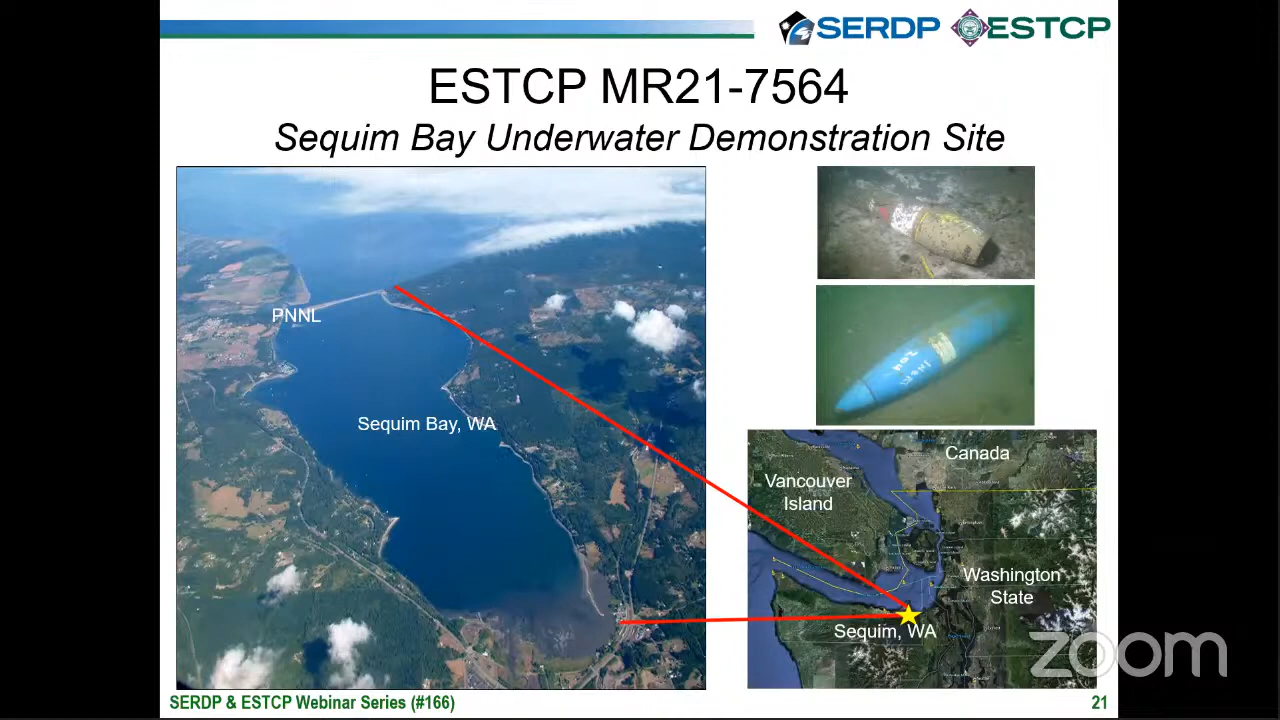 SERDP ESTCP
ESTCP MR21-7564
Sequim Bay Underwater Demonstration Site
PNNL
Sequim Bay, WA
Canada
Vancouver
Island
Washington
State
Sequim, WA
zoom
SERDP & ESTCP Webinar Series (#166)
21